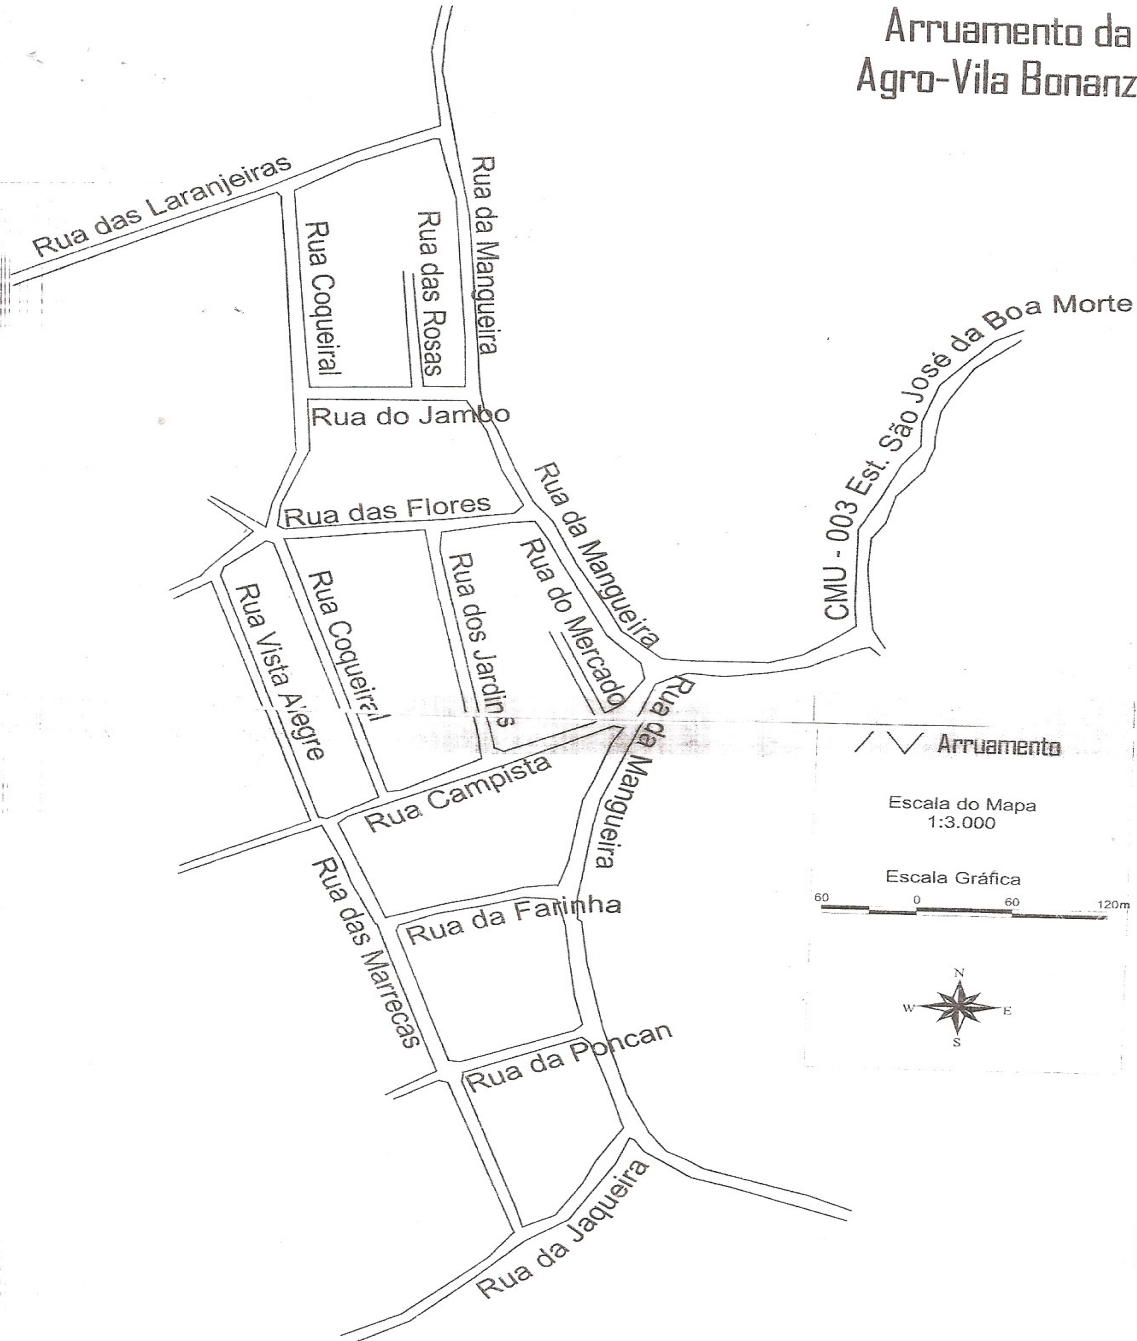 Arruamento da
Agro-Vila Bonanz
Rua das Laranjeiras
Rua da Mangueira
Rua das Rosas
Rua Coqueiral
Rua do Jambo
CMU - 003 Est. São José da Boa Morte
Rua das Flores
Rua da Mangueira
Rua do Mercado
Rua dos Jardins
Rua Coqueiral
Rua Vista Alegre
Rua da Mangueira
Rua Campista
Arruamento
Escala do Mapa
1:3.000
Escala Gráfica
60 0 60 120m
Rua das Marrecas
Rua da Farinha
N
W E
S
Rua da Poncan
Rua da Jaqueira